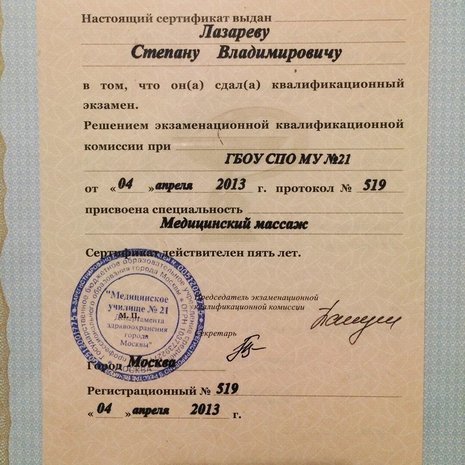 Настоящий сертификат выдан
Лазареву
Степану Владимировичу
в том, что он(а) сдал(а) квалификационный
экзамен.
Решением экзаменационной квалификационной
комиссии при
ГБОУ СПО МУ №21
от «04 »апреля 2013 г. протокол № 519
присвоена специальность
Медицинский массаж
Сертификат действителен пять лет.
"Медицинское
училище № 21
М. П.
Департамента
здравоохранения
города
Москвы"
Председатель экзаменационной
квалификационной комиссии
Секретарь
Город Москва
Регистрационный № 519
«04 »апреля 2013 г.